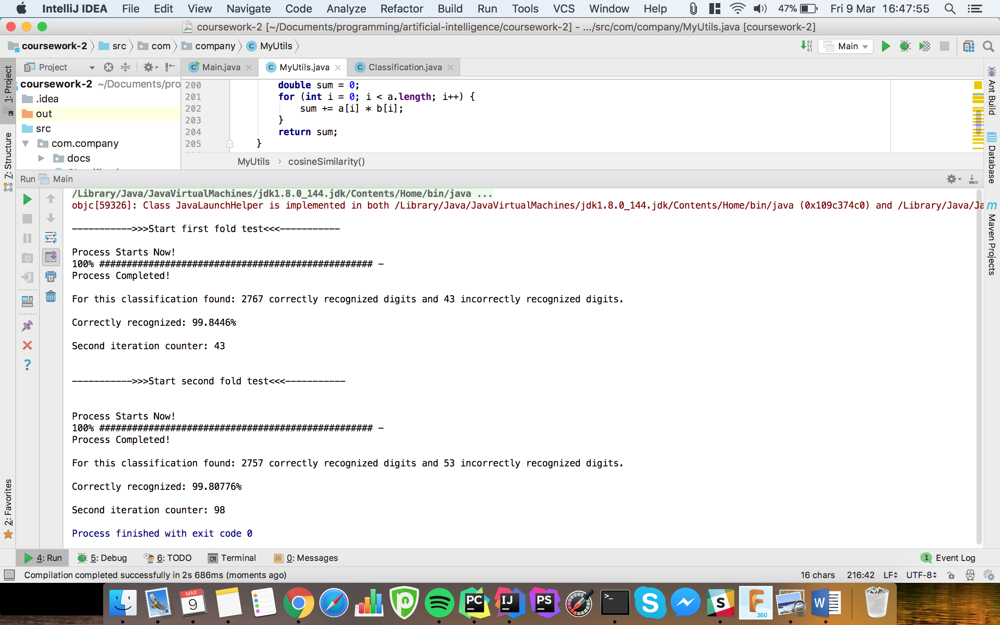 IntelliJ IDEA File Edit View Navigate Code Analyze Refactor Build Run Tools VCS Window Help 47% Fri 9 Mar 16:47:55
coursework-2 [~/Documents/programming/artificial-intelligence/coursework-2] - .../src/com/company/MyUtils.java [coursework-2]
coursework-2 src com company MyUtils Main
Project Main.java MyUtils.java Classification.java
1: Project
7: Structure
2: Favorites
coursework-2 ~/Documents/pro
.idea
out
src
com.company
docs
200 double sum = 0;
201 for (int i = 0; i < a.length; i++) {
202 sum += a[i] * b[i];
203 }
204 return sum;
205 }
MyUtils › cosineSimilarity()
Ant Build
Database
Maven Projects
Run Main
/Library/Java/JavaVirtualMachines/jdk1.8.0_144.jdk/Contents/Home/bin/java ...
objc[59326]: Class JavaLaunchHelper is implemented in both /Library/Java/JavaVirtualMachines/jdk1.8.0_144.jdk/Contents/Home/bin/java (0x109c374c0) and /Library/Java/Ja
----------->>>Start first fold test<<<-----------
Process Starts Now!
100% ################################################## -
Process Completed!
For this classification found: 2767 correctly recognized digits and 43 incorrectly recognized digits.
Correctly recognized: 99.8446%
Second iteration counter: 43
----------->>>Start second fold test<<<-----------
Process Starts Now!
100% ################################################## -
Process Completed!
For this classification found: 2757 correctly recognized digits and 53 incorrectly recognized digits.
Correctly recognized: 99.80776%
Second iteration counter: 98
Process finished with exit code 0
4: Run 5: Debug 6: TODO Terminal 0: Messages 1 Event Log
Compilation completed successfully in 2s 686ms (moments ago) 16 chars 216:42 LF UTF-8
MAR
9
PC
IJ
PS
>_
S
S
F
360
W